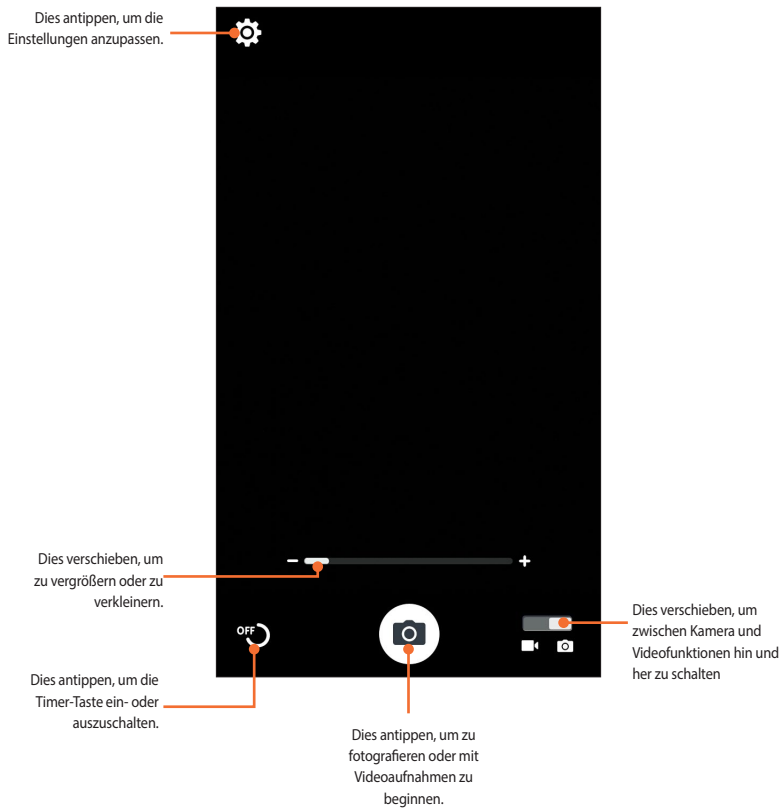 Dies antippen, um die
Einstellungen anzupassen.
Dies verschieben, um
zu vergrößern oder zu
verkleinern.
OFF
Dies antippen, um die
Timer-Taste ein- oder
auszuschalten.
Dies antippen, um zu
fotografieren oder mit
Videoaufnahmen zu
beginnen.
Dies verschieben, um
zwischen Kamera und
Videofunktionen hin und
her zu schalten